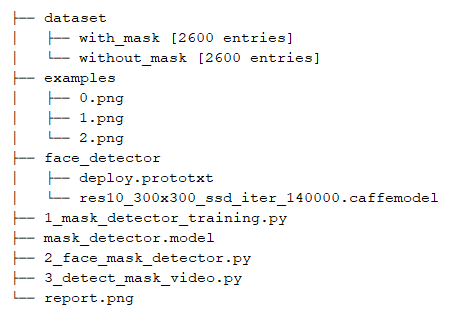 ├── dataset
│   ├── with_mask [2600 entries]
│   └── without_mask [2600 entries]
├── examples
│   ├── 0.png
│   ├── 1.png
│   └── 2.png
├── face_detector
│   ├── deploy.prototxt
│   └── res10_300x300_ssd_iter_140000.caffemodel
├── 1_mask_detector_training.py
├── mask_detector.model
├── 2_face_mask_detector.py
├── 3_detect_mask_video.py
└── report.png